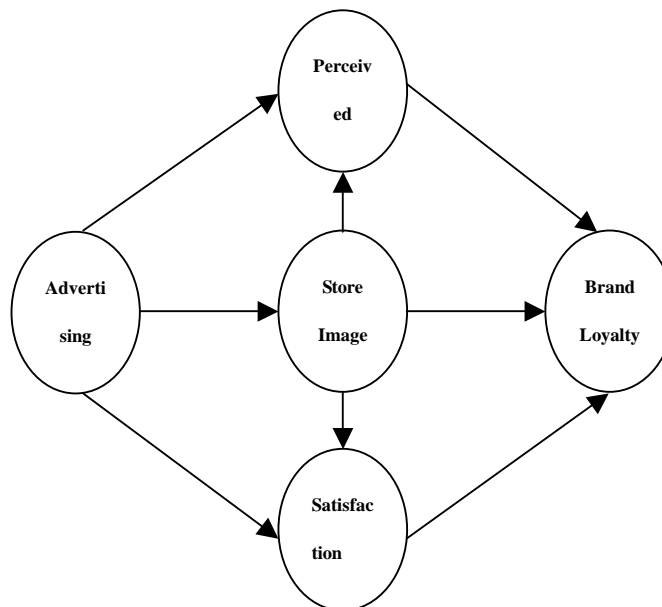 Perceiv
ed
Adverti
sing
Store
Image
Brand
Loyalty
Satisfac
tion